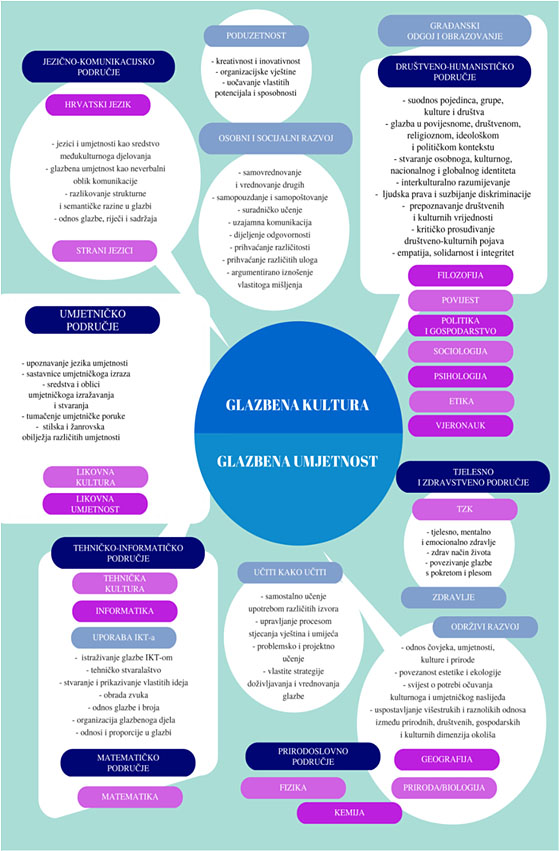 JEZIČNO-KOMUNIKACIJSKO
PODRUČJE
HRVATSKI JEZIK
- jezici i umjetnosti kao sredstvo
međukulturnoga djelovanja
- glazbena umjetnost kao neverbalni
oblik komunikacije
- razlikovanje strukturne
i semantičke razine u glazbi
- odnos glazbe, riječi i sadržaja
STRANI JEZICI
PODUZETNOST
- kreativnost i inovativnost
- organizacijske vještine
- uočavanje vlastitih
potencijala i sposobnosti
OSOBNI I SOCIJALNI RAZVOJ
- samovrednovanje
i vrednovanje drugih
- samopouzdanje i samopoštovanje
- suradničko učenje
- uzajamna komunikacija
- dijeljenje odgovornosti
- prihvaćanje različitosti
- prihvaćanje različitih uloga
- argumentirano iznošenje
vlastitoga mišljenja
GRAĐANSKI
ODGOJ I OBRAZOVANJE
DRUŠTVENO-HUMANISTIČKO
PODRUČJE
- suodnos pojedinca, grupe,
kulture i društva
- glazba u povijesnome, društvenom,
religioznom, ideološkom
i političkom kontekstu
- stvaranje osobnoga, kulturnog,
nacionalnog i globalnog identiteta
- interkulturalno razumijevanje
- ljudska prava i suzbijanje diskriminacije
- prepoznavanje društvenih
i kulturnih vrijednosti
- kritičko prosuđivanje
društveno-kulturnih pojava
- empatija, solidarnost i integritet
FILOZOFIJA
POVIJEST
POLITIKA
I GOSPODARSTVO
SOCIOLOGIJA
PSIHOLOGIJA
ETIKA
VJERONAUK
UMJETNIČKO
PODRUČJE
- upoznavanje jezika umjetnosti
- sastavnice umjetničkoga izraza
- sredstva i oblici
umjetničkoga izražavanja
i stvaranja
- tumačenje umjetničke poruke
- stilska i žanrovska
obilježja različitih umjetnosti
LIKOVNA
KULTURA
LIKOVNA
UMJETNOST
GLAZBENA KULTURA
GLAZBENA UMJETNOST
TJELESNO
I ZDRAVSTVENO PODRUČJE
TZK
- tjelesno, mentalno
i emocionalno zdravlje
- zdrav način života
- povezivanje glazbe
s pokretom i plesom
ZDRAVLJE
TEHNIČKO-INFORMATIČKO
PODRUČJE
TEHNIČKA
KULTURA
INFORMATIKA
UPORABA IKT-a
- istraživanje glazbe IKT-om
- tehničko stvaralaštvo
- stvaranje i prikazivanje vlastitih ideja
- obrada zvuka
- odnos glazbe i broja
- organizacija glazbenoga djela
- odnosi i proporcije u glazbi
MATEMATIČKO
PODRUČJE
MATEMATIKA
UČITI KAKO UČITI
- samostalno učenje
upotrebom različitih izvora
- upravljanje procesom
stjecanja vještina i umijeća
- problemsko i projektno
učenje
- vlastite strategije
doživljavanja i vrednovanja
glazbe
ODRŽIVI RAZVOJ
- odnos čovjeka, umjetnosti,
kulture i prirode
- povezanost estetike i ekologije
- svijest o potrebi očuvanja
kulturnoga i umjetničkog naslijeđa
- uspostavljanje višestrukih i raznolikih odnosa
između prirodnih, društvenih, gospodarskih
i kulturnih dimenzija okoliša
PRIRODOSLOVNO
PODRUČJE
GEOGRAFIJA
FIZIKA
PRIRODA/BIOLOGIJA
KEMIJA